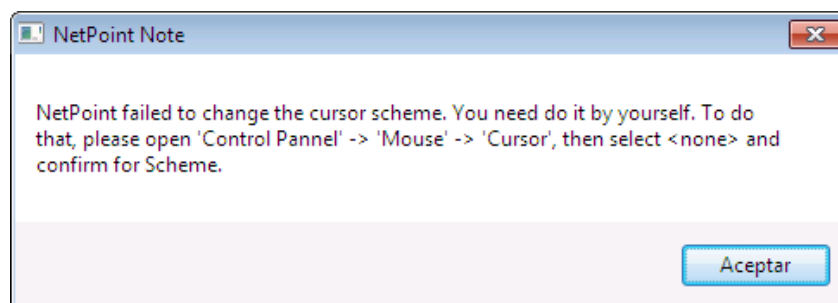 NetPoint Note
NetPoint failed to change the cursor scheme. You need do it by yourself. To do
that, please open 'Control Pannel' -> 'Mouse' -> 'Cursor', then select <none> and
confirm for Scheme.
Aceptar